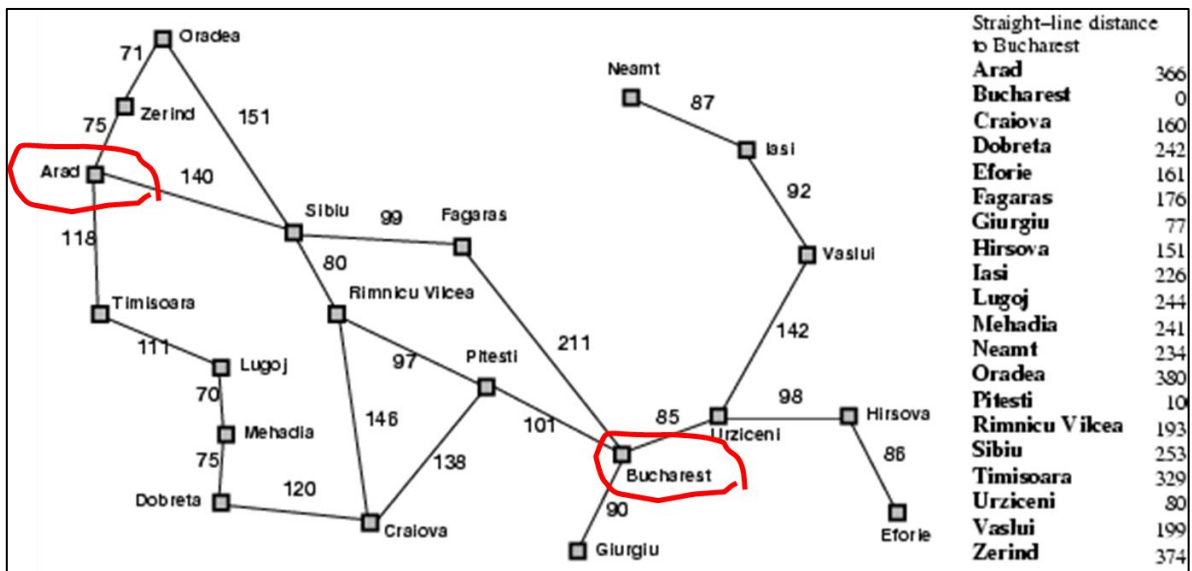 Oradea
71
Neamt
87
Zerind
151
75
Iasi
Arad
140
92
Sibiu
99
Fagaras
118
80
Vaslui
Rimnicu Vilcea
Timisoara
142
211
111
Lugoj
97
Pitesti
70
98
Hirsova
146
85
Urziceni
Mehadia
101
86
138
75
Bucharest
120
90
Dobreta
Craiova
Eforie
Giurgiu
Straight–line distance
to Bucharest
Arad 366
Bucharest 0
Craiova 160
Dobreta 242
Eforie 161
Fagaras 176
Giurgiu 77
Hirsova 151
Iasi 226
Lugoj 244
Mehadia 241
Neamt 234
Oradea 380
Pitesti 10
Rimnicu Vilcea 193
Sibiu 253
Timisoara 329
Urziceni 80
Vaslui 199
Zerind 374